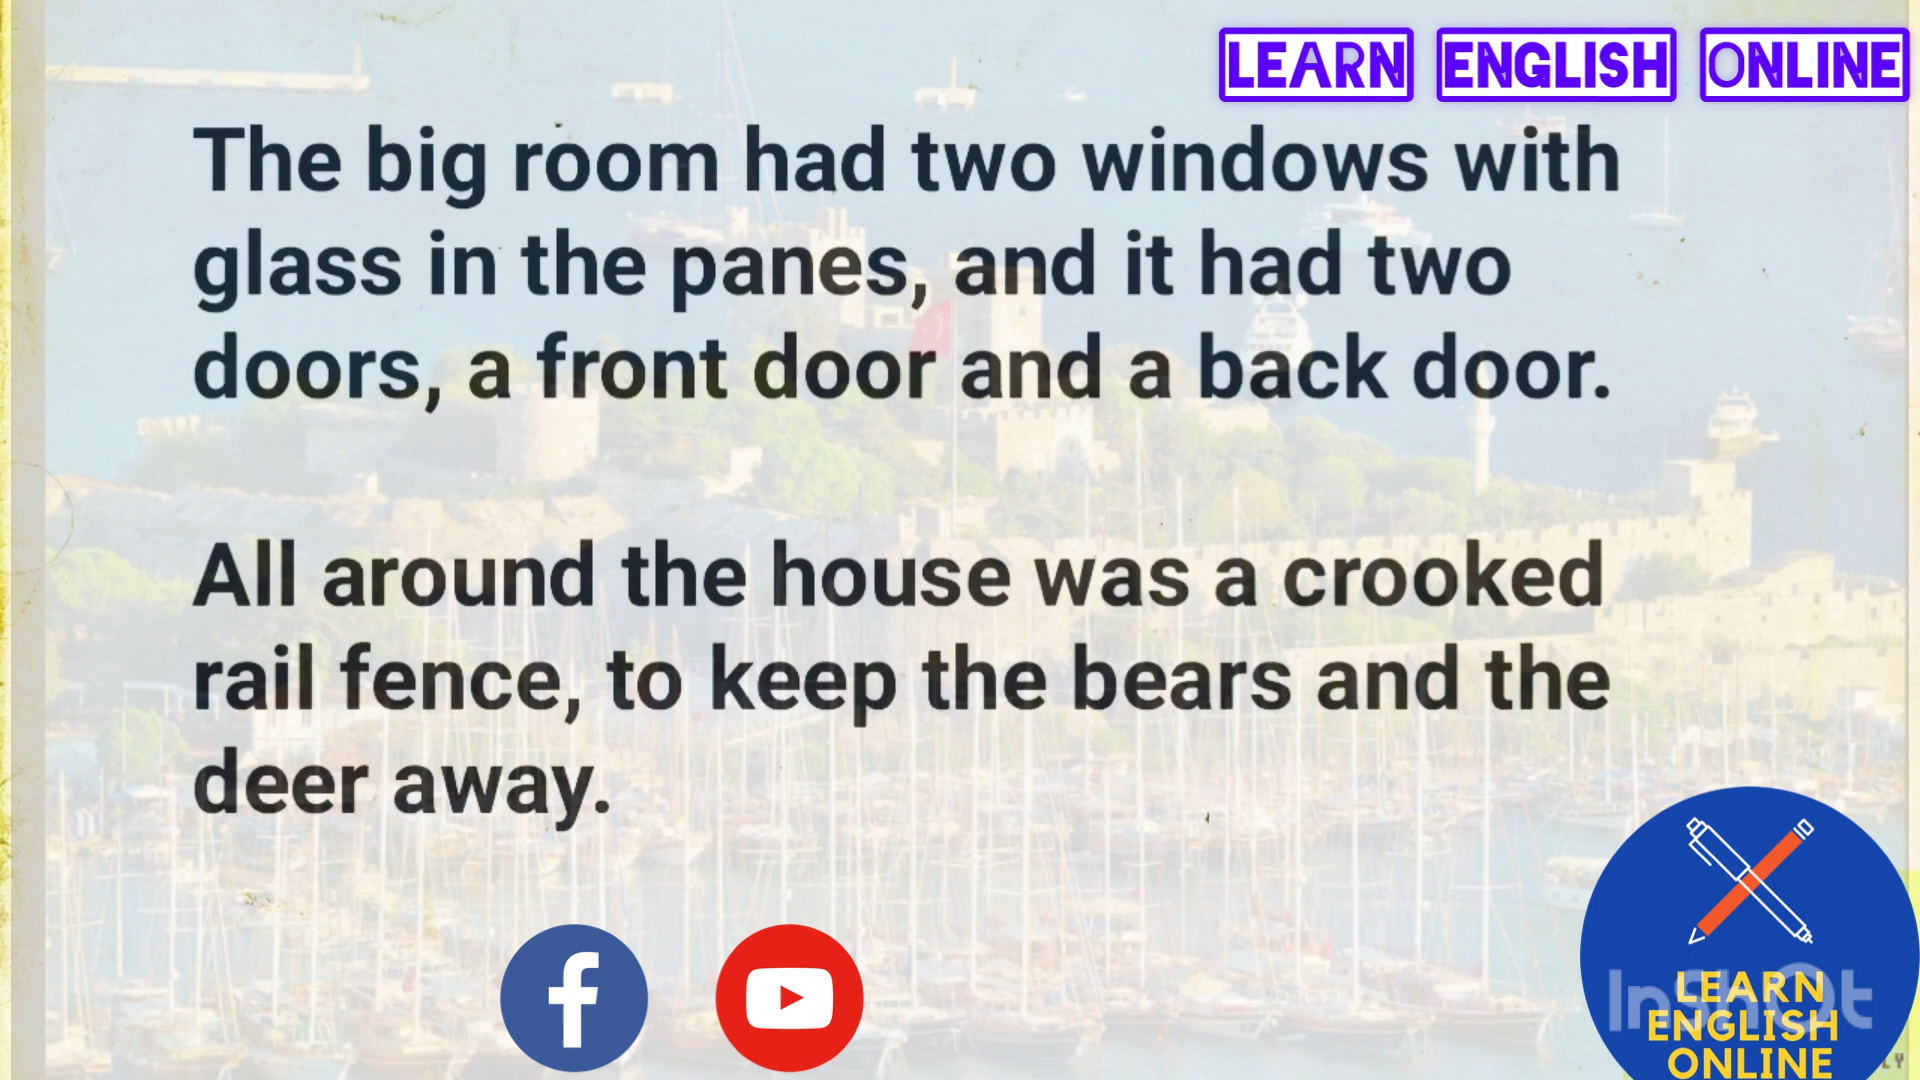 LEARN ENGLISH ONLINE
The big room had two windows with
glass in the panes, and it had two
doors, a front door and a back door.
All around the house was a crooked
rail fence, to keep the bears and the
deer away.
f
InShOt
LEARN
ENGLISH
ONLINE